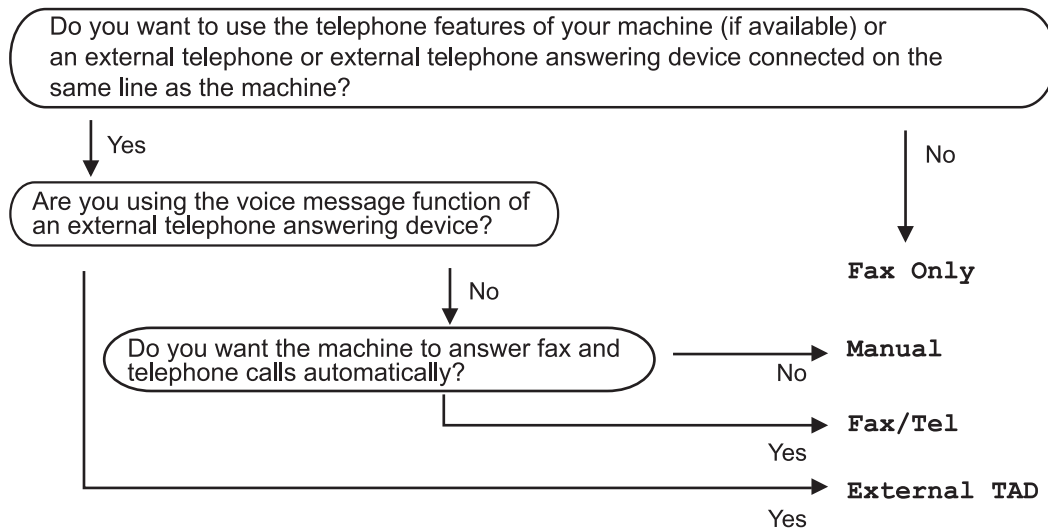 Do you want to use the telephone features of your machine (if available) or
an external telephone or external telephone answering device connected on the
same line as the machine?
Yes
No
Are you using the voice message function of
an external telephone answering device?
Fax Only
No
Do you want the machine to answer fax and
telephone calls automatically?
Manual
No
Fax/Tel
Yes
External TAD
Yes